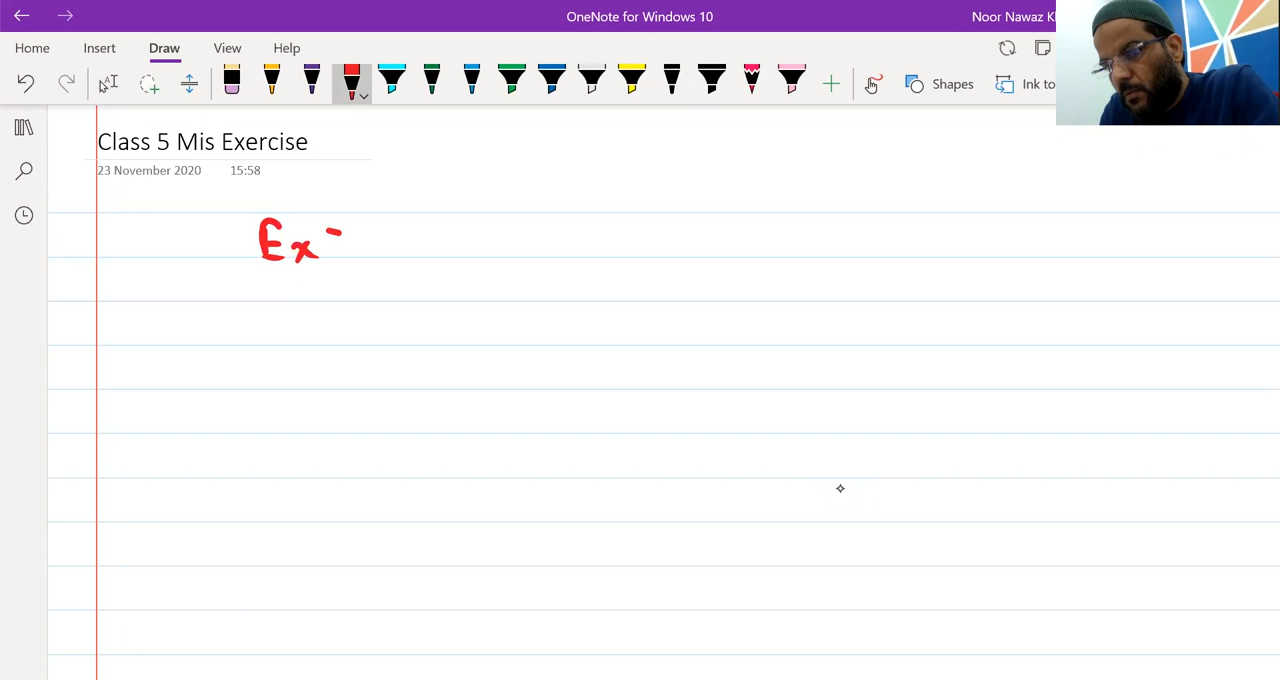 OneNote for Windows 10
Noor Nawaz
Home Insert Draw View Help
Shapes Ink to
Class 5 Mis Exercise
23 November 2020 15:58
Ex -